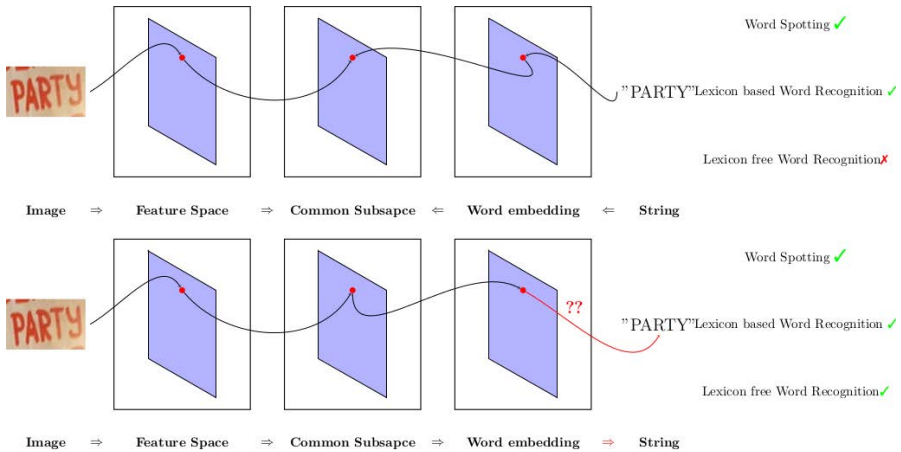 Word Spotting ✓
PARTY
"PARTY" Lexicon based Word Recognition ✓
Lexicon free Word Recognition ✗
Image ⇒ Feature Space ⇒ Common Subsapce ⇐ Word embedding ⇐ String
Word Spotting ✓
??
PARTY
"PARTY" Lexicon based Word Recognition ✓
Lexicon free Word Recognition ✓
Image ⇒ Feature Space ⇒ Common Subsapce ⇒ Word embedding ⇒ String